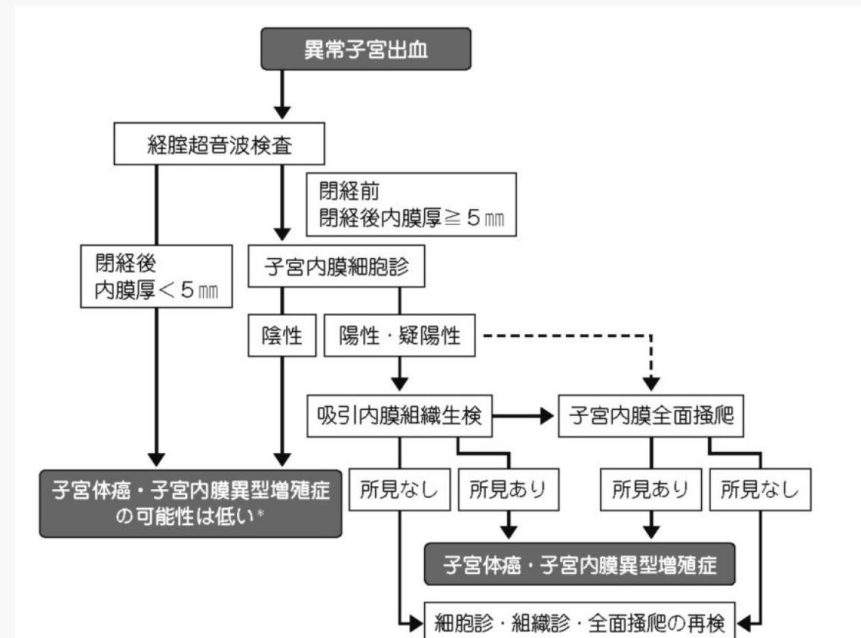 異常子宮出血
経腟超音波検査
閉経前
閉経後内膜厚≧5㎜
閉経後
内膜厚＜5㎜
子宮内膜細胞診
陰性
陽性・疑陽性
吸引内膜組織生検
子宮内膜全面掻爬
子宮体癌・子宮内膜異型増殖症
の可能性は低い*
所見なし
所見あり
所見あり
所見なし
子宮体癌・子宮内膜異型増殖症
細胞診・組織診・全面掻爬の再検